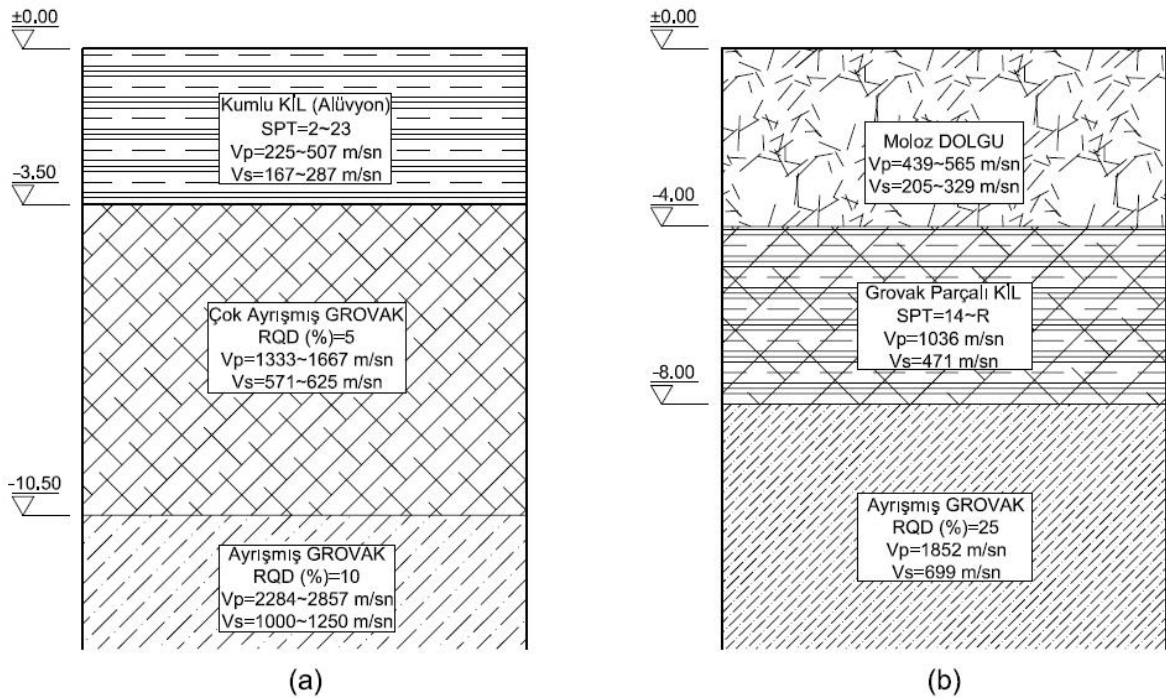 ±0.00
Kumlu KİL (Alüvyon)
SPT=2~23
Vp=225~507 m/sn
Vs=167~287 m/sn
-3.50
Çok Ayrışmış GROVAK
RQD (%)=5
Vp=1333~1667 m/sn
Vs=571~625 m/sn
-10.50
Ayrışmış GROVAK
RQD (%)=10
Vp=2284~2857 m/sn
Vs=1000~1250 m/sn
(a)
±0.00
Moloz DOLGU
Vp=439~565 m/sn
Vs=205~329 m/sn
-4.00
Grovak Parçalı KİL
SPT=14~R
Vp=1036 m/sn
Vs=471 m/sn
-8.00
Ayrışmış GROVAK
RQD (%)=25
Vp=1852 m/sn
Vs=699 m/sn
(b)